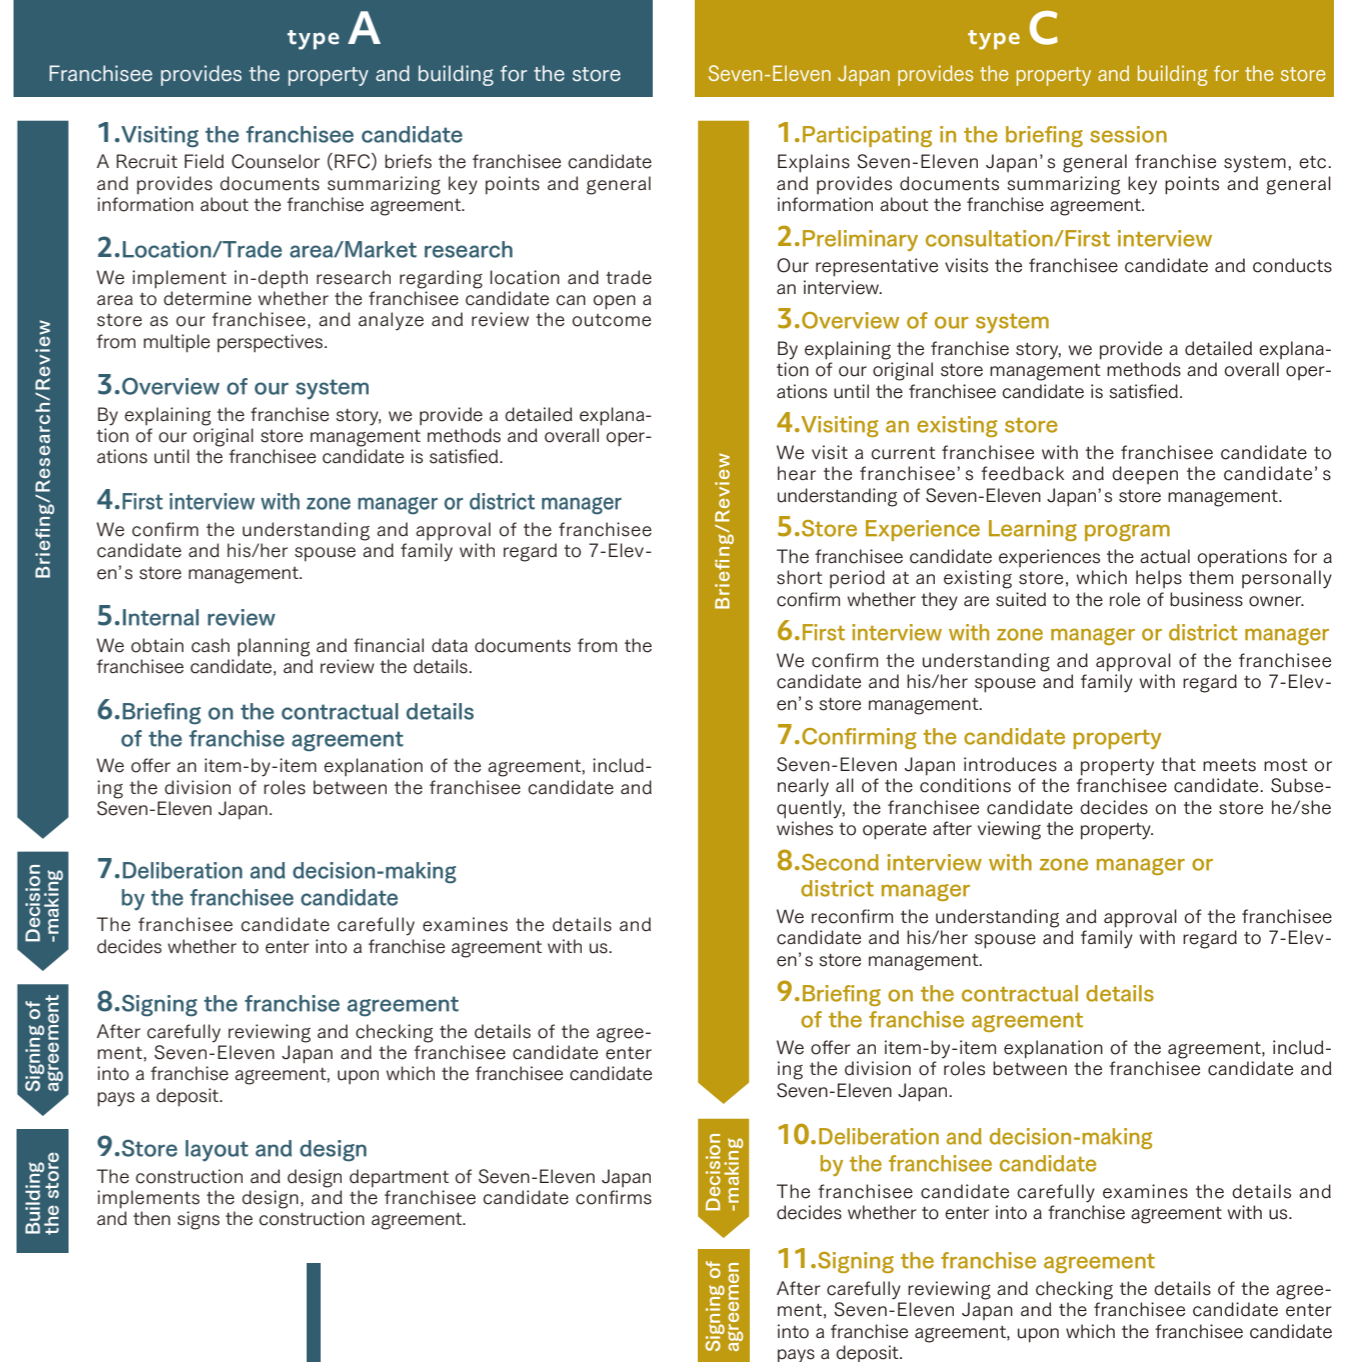 type A
Franchisee provides the property and building for the store
Briefing/Research/Review
1.Visiting the franchisee candidate
A Recruit Field Counselor (RFC) briefs the franchisee candidate
and provides documents summarizing key points and general
information about the franchise agreement.
2.Location/Trade area/Market research
We implement in-depth research regarding location and trade
area to determine whether the franchisee candidate can open a
store as our franchisee, and analyze and review the outcome
from multiple perspectives.
3.Overview of our system
By explaining the franchise story, we provide a detailed explana-
tion of our original store management methods and overall oper-
ations until the franchisee candidate is satisfied.
4.First interview with zone manager or district manager
We confirm the understanding and approval of the franchisee
candidate and his/her spouse and family with regard to 7-Elev-
en's store management.
5.Internal review
We obtain cash planning and financial data documents from the
franchisee candidate, and review the details.
6.Briefing on the contractual details
of the franchise agreement
We offer an item-by-item explanation of the agreement, includ-
ing the division of roles between the franchisee candidate and
Seven-Eleven Japan.
Decision
-making
7.Deliberation and decision-making
by the franchisee candidate
The franchisee candidate carefully examines the details and
decides whether to enter into a franchise agreement with us.
Signing of
agreement
8.Signing the franchise agreement
After carefully reviewing and checking the details of the agree-
ment, Seven-Eleven Japan and the franchisee candidate enter
into a franchise agreement, upon which the franchisee candidate
pays a deposit.
Building
the store
9.Store layout and design
The construction and design department of Seven-Eleven Japan
implements the design, and the franchisee candidate confirms
and then signs the construction agreement.
type C
Seven-Eleven Japan provides the property and building for the store
Briefing/Review
1.Participating in the briefing session
Explains Seven-Eleven Japan's general franchise system, etc.
and provides documents summarizing key points and general
information about the franchise agreement.
2.Preliminary consultation/First interview
Our representative visits the franchisee candidate and conducts
an interview.
3.Overview of our system
By explaining the franchise story, we provide a detailed explana-
tion of our original store management methods and overall oper-
ations until the franchisee candidate is satisfied.
4.Visiting an existing store
We visit a current franchisee with the franchisee candidate to
hear the franchisee's feedback and deepen the candidate's
understanding of Seven-Eleven Japan's store management.
5.Store Experience Learning program
The franchisee candidate experiences the actual operations for a
short period at an existing store, which helps them personally
confirm whether they are suited to the role of business owner.
6.First interview with zone manager or district manager
We confirm the understanding and approval of the franchisee
candidate and his/her spouse and family with regard to 7-Elev-
en's store management.
7.Confirming the candidate property
Seven-Eleven Japan introduces a property that meets most or
nearly all of the conditions of the franchisee candidate. Subse-
quently, the franchisee candidate decides on the store he/she
wishes to operate after viewing the property.
8.Second interview with zone manager or
district manager
We reconfirm the understanding and approval of the franchisee
candidate and his/her spouse and family with regard to 7-Elev-
en's store management.
9.Briefing on the contractual details
of the franchise agreement
We offer an item-by-item explanation of the agreement, includ-
ing the division of roles between the franchisee candidate and
Seven-Eleven Japan.
Decision
-making
10.Deliberation and decision-making
by the franchisee candidate
The franchisee candidate carefully examines the details and
decides whether to enter into a franchise agreement with us.
Signing of
agreemen
11.Signing the franchise agreement
After carefully reviewing and checking the details of the agree-
ment, Seven-Eleven Japan and the franchisee candidate enter
into a franchise agreement, upon which the franchisee candidate
pays a deposit.